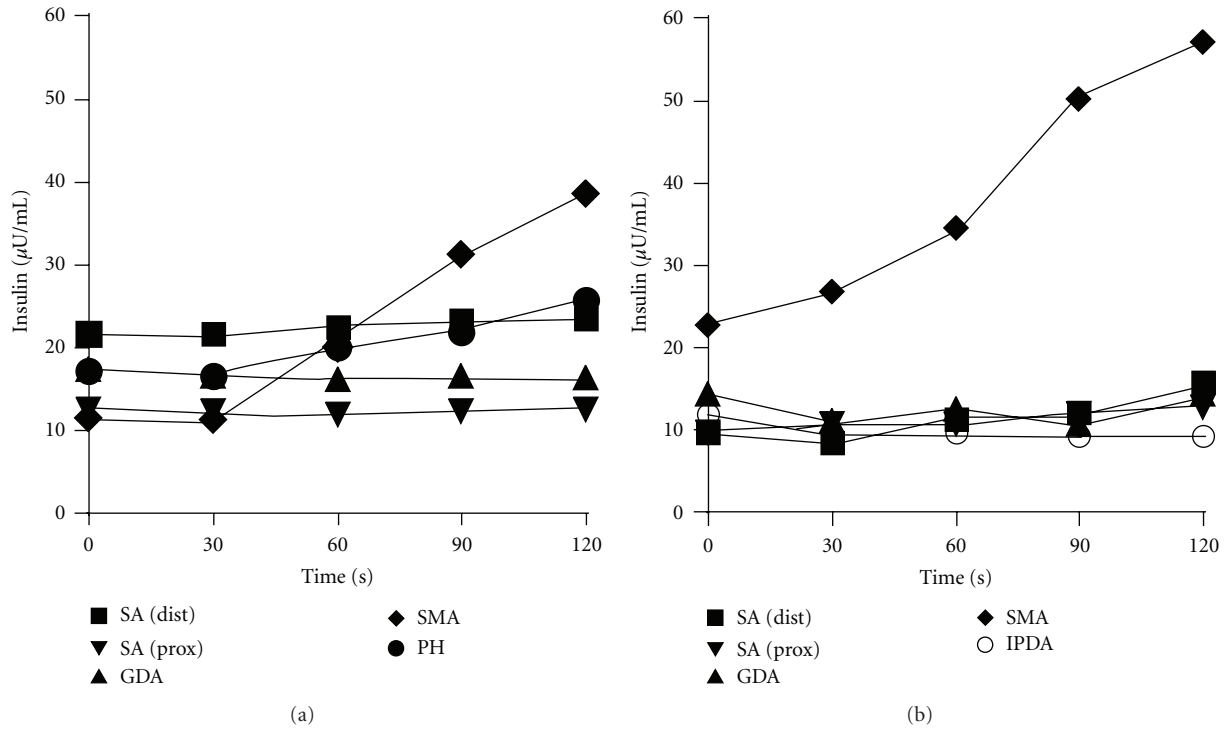 60
50
40
30
20
10
0
Insulin (µU/mL)
0 30 60 90 120
Time (s)
SA (dist)
SA (prox)
GDA
SMA
PH
(a)
60
50
40
30
20
10
0
Insulin (µU/mL)
0 30 60 90 120
Time (s)
SA (dist)
SA (prox)
GDA
SMA
IPDA
(b)